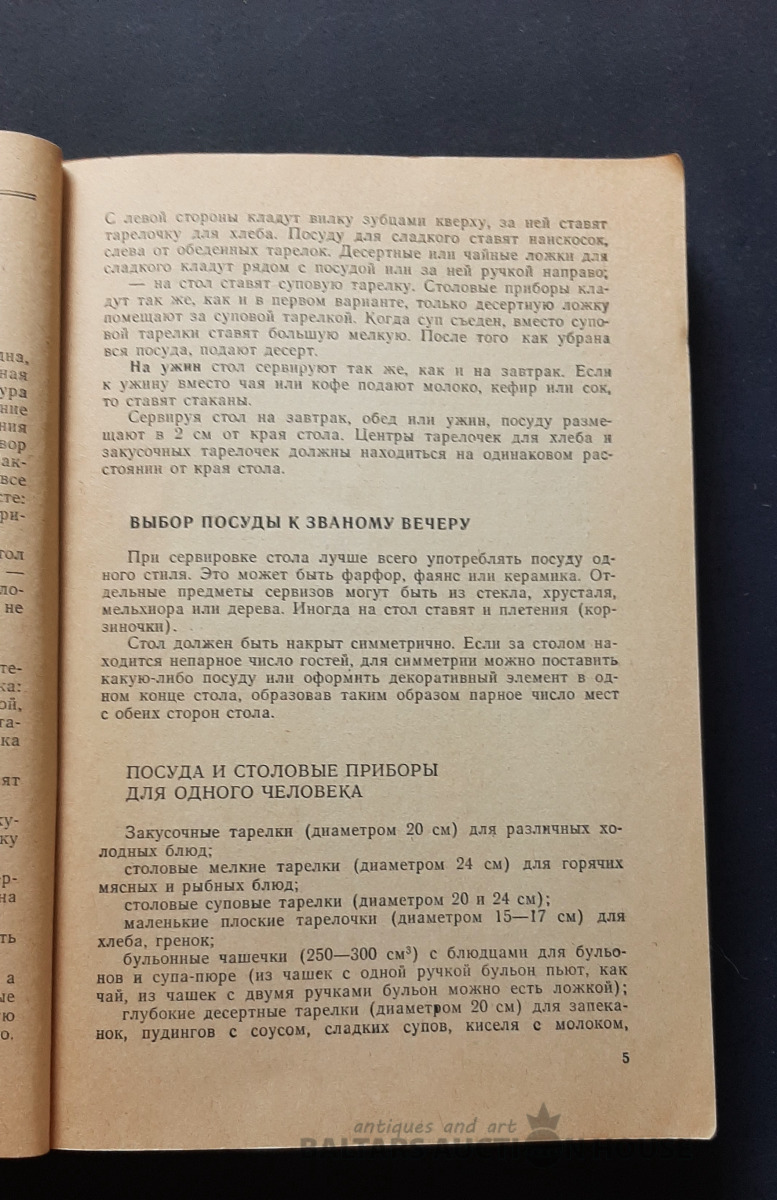 С левой стороны кладут вилку зубцами кверху, за ней ставят
тарелочку для хлеба. Посуду для сладкого ставят наискосок,
слева от обеденных тарелок. Десертные или чайные ложки для
сладкого кладут рядом с посудой или за ней ручкой направо;
— на стол ставят суповую тарелку. Столовые приборы кла-
дут так же, как и в первом варианте, только десертную ложку
помещают за суповой тарелкой. Когда суп съеден, вместо супо-
вой тарелки ставят большую мелкую. После того как убрана
вся посуда, подают десерт.
На ужин стол сервируют так же, как и на завтрак. Если
к ужину вместо чая или кофе подают молоко, кефир или сок,
то ставят стаканы.
Сервируя стол на завтрак, обед или ужин, посуду разме-
щают в 2 см от края стола. Центры тарелочек для хлеба и
закусочных тарелочек должны находиться на одинаковом рас-
стоянии от края стола.
ВЫБОР ПОСУДЫ К ЗВАНОМУ ВЕЧЕРУ
При сервировке стола лучше всего употреблять посуду од-
ного стиля. Это может быть фарфор, фаянс или керамика. От-
дельные предметы сервизов могут быть из стекла, хрусталя,
мельхиора или дерева. Иногда на стол ставят и плетения (кор-
зиночки).
Стол должен быть накрыт симметрично. Если за столом на-
ходится непарное число гостей, для симметрии можно поставить
какую-либо посуду или оформить декоративный элемент в од-
ном конце стола, образовав таким образом парное число мест
с обеих сторон стола.
ПОСУДА И СТОЛОВЫЕ ПРИБОРЫ
ДЛЯ ОДНОГО ЧЕЛОВЕКА
Закусочные тарелки (диаметром 20 см) для различных хо-
лодных блюд;
столовые мелкие тарелки (диаметром 24 см) для горячих
мясных и рыбных блюд;
столовые суповые тарелки (диаметром 20 и 24 см);
маленькие плоские тарелочки (диаметром 15—17 см) для
хлеба, гренок;
бульонные чашечки (250—300 см³) с блюдцами для бульо-
нов и супа-пюре (из чашек с одной ручкой бульон пьют, как
чай, из чашек с двумя ручками бульон можно есть ложкой);
глубокие десертные тарелки (диаметром 20 см) для запека-
нок, пудингов с соусом, сладких супов, киселя с молоком,
5
antiques and art
BALTARS AUCTION HOUSE